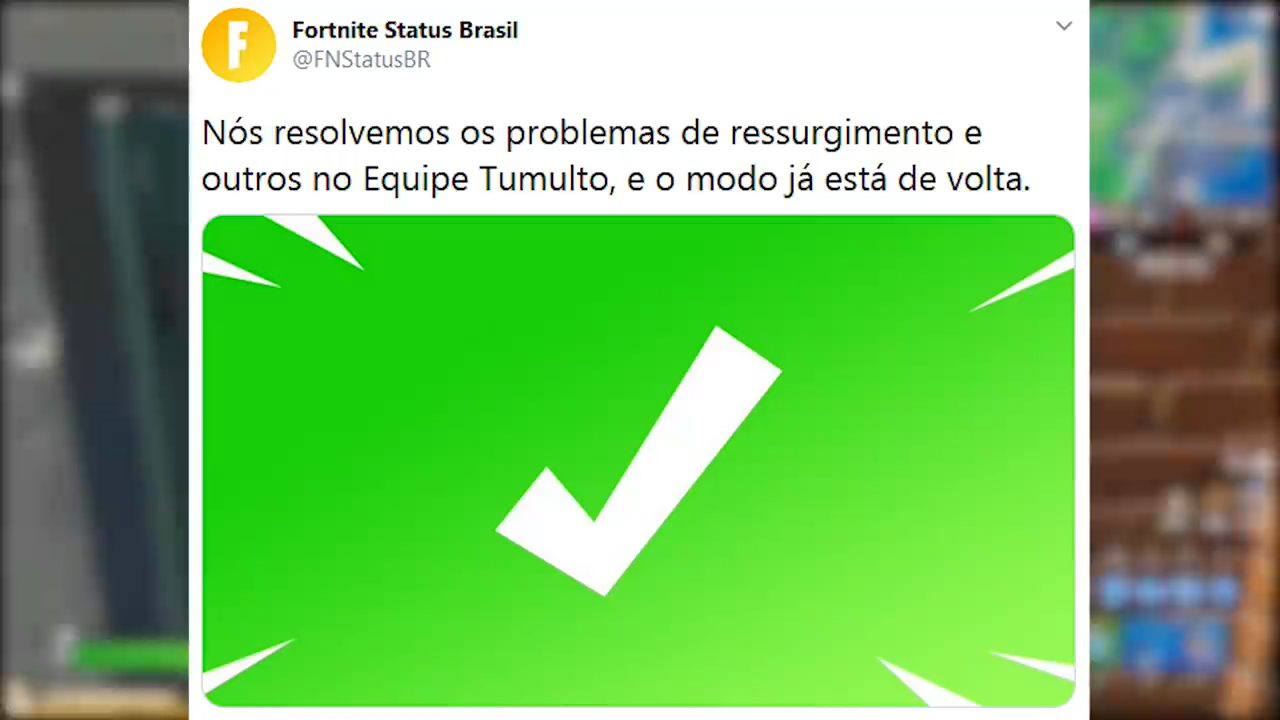 Fortnite Status Brasil
@FNStatusBR
Nós resolvemos os problemas de ressurgimento e
outros no Equipe Tumulto, e o modo já está de volta.